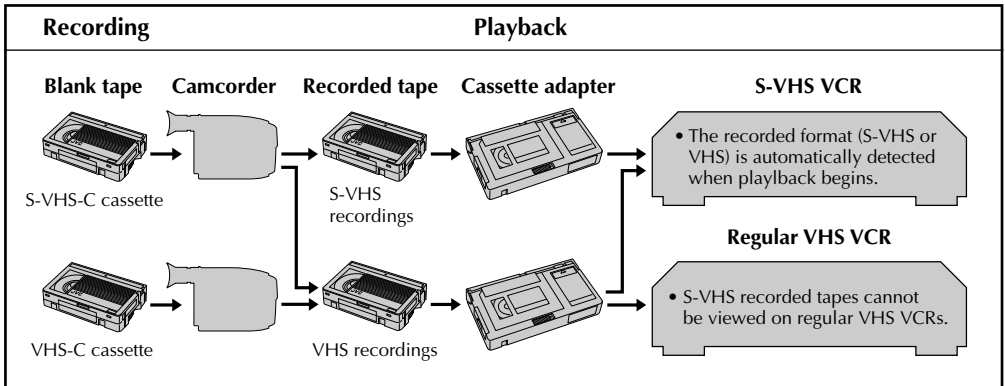 Recording
Playback
Blank tape
Camcorder
Recorded tape
Cassette adapter
S-VHS VCR
• The recorded format (S-VHS or
VHS) is automatically detected
when playlback begins.
S-VHS-C cassette
S-VHS
recordings
Regular VHS VCR
• S-VHS recorded tapes cannot
be viewed on regular VHS VCRs.
VHS-C cassette
VHS recordings